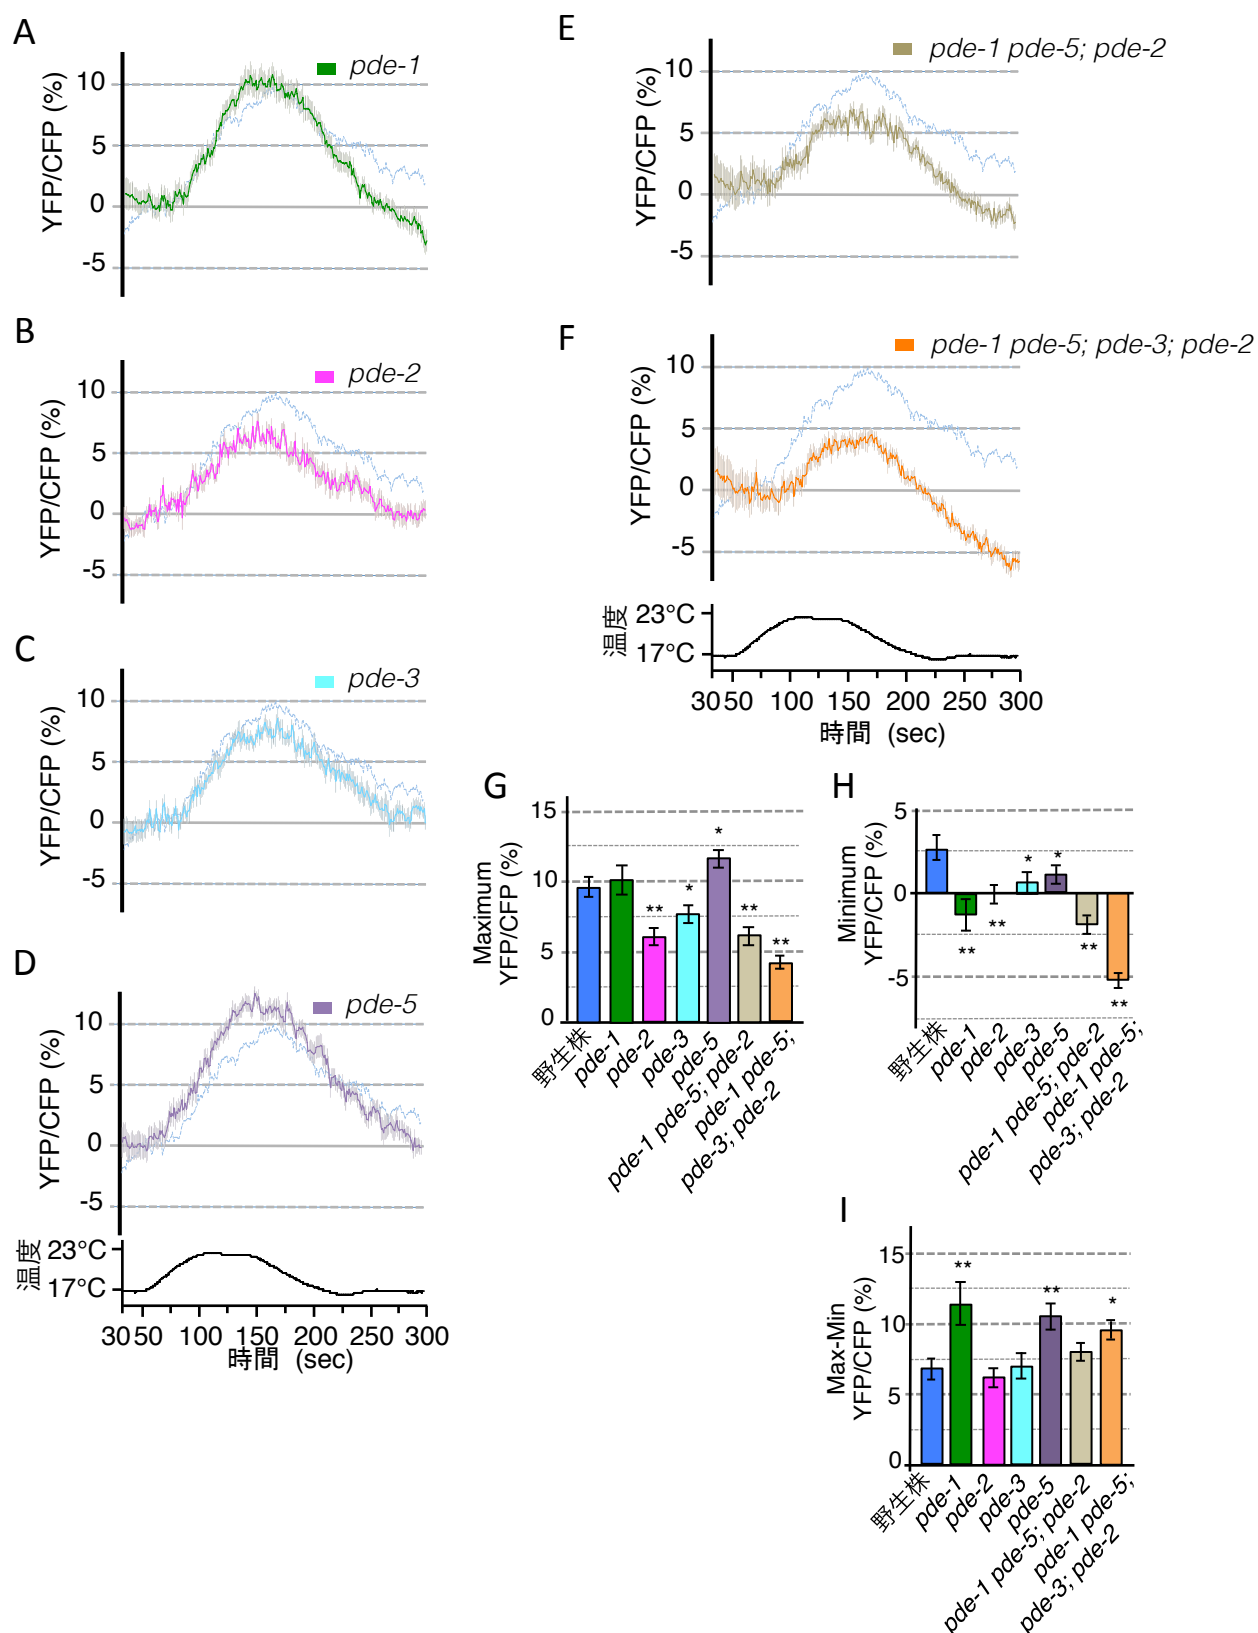 A
pde-1
YFP/CFP (%)
10
5
0
-5
B
pde-2
YFP/CFP (%)
10
5
0
-5
C
pde-3
YFP/CFP (%)
10
5
0
-5
D
pde-5
YFP/CFP (%)
10
5
0
-5
温度
23°C
17°C
30 50 100 150 200 250 300
時間 (sec)
E
pde-1 pde-5; pde-2
YFP/CFP (%)
10
5
0
-5
F
pde-1 pde-5; pde-3; pde-2
YFP/CFP (%)
10
5
0
-5
温度
23°C
17°C
30 50 100 150 200 250 300
時間 (sec)
G
Maximum
YFP/CFP (%)
15
10
5
0
** * * ** **
野生株
pde-1
pde-2
pde-3
pde-5
pde-1 pde-5; pde-2
pde-1 pde-5;
pde-3; pde-2
H
Minimum
YFP/CFP (%)
5
0
-5
** ** * * ** **
野生株
pde-1
pde-2
pde-3
pde-5
pde-1 pde-5; pde-2
pde-1 pde-5;
pde-3; pde-2
I
Max-Min
YFP/CFP (%)
15
10
5
0
** ** *
野生株
pde-1
pde-2
pde-3
pde-5
pde-1 pde-5; pde-2
pde-1 pde-5;
pde-3; pde-2